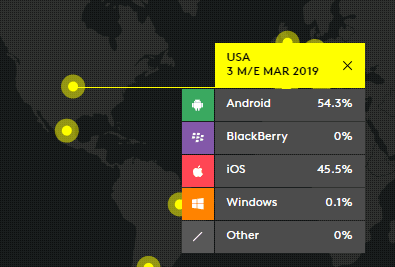 USA
3 M/E MAR 2019
Android 54.3%
BlackBerry 0%
iOS 45.5%
Windows 0.1%
Other 0%